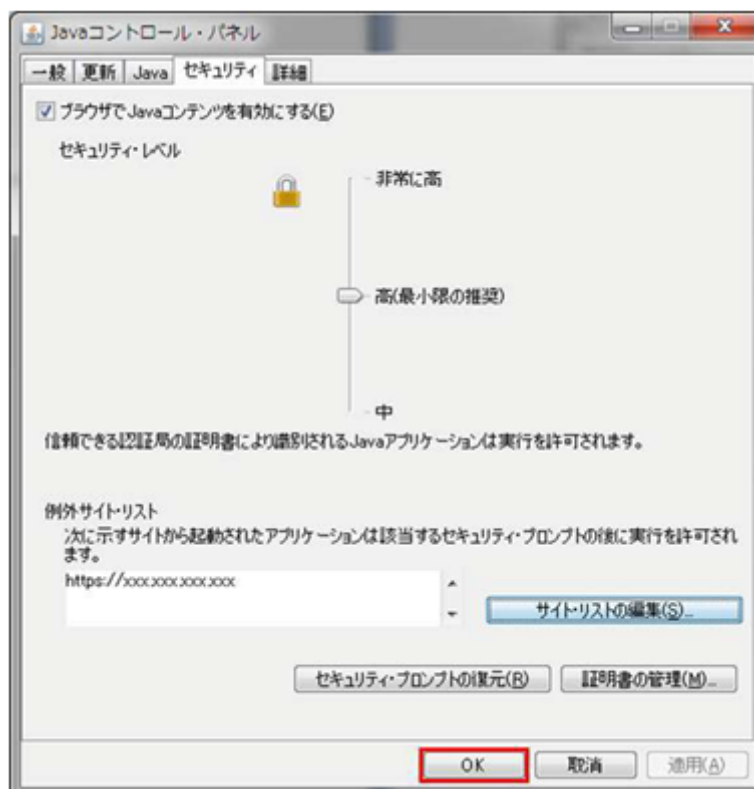 Javaコントロール・パネル
一般 更新 Java セキュリティ 詳細
ブラウザでJavaコンテンツを有効にする(E)
セキュリティ・レベル
非常に高
高(最小限の推奨)
中
信頼できる認証局の証明書により識別されるJavaアプリケーションは実行を許可されます。
例外サイト・リスト
次に示すサイトから起動されたアプリケーションは該当するセキュリティ・プロンプトの後に実行を許可され
ます。
https://xxx.xxx.xxx.xxx
サイト・リストの編集(S)...
セキュリティ・プロンプトの復元(R) 証明書の管理(M)...
OK 取消 適用(A)